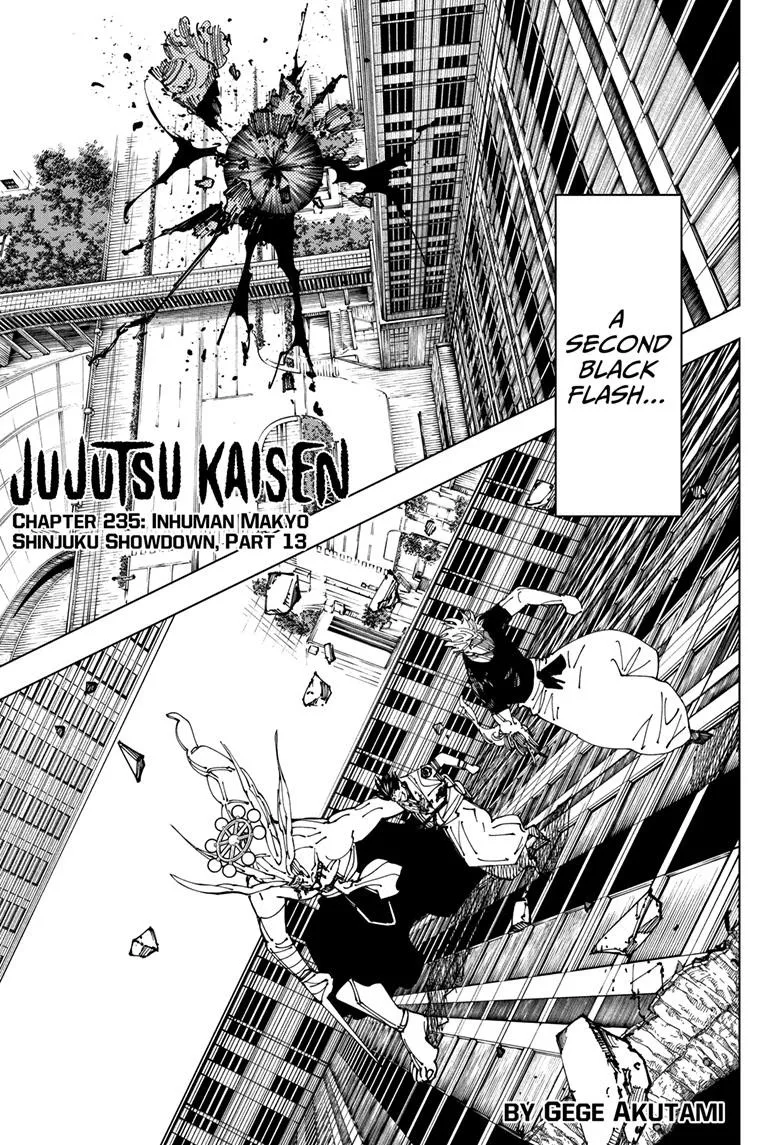 A
SECOND
BLACK
FLASH...
JUJUTSU KAISEN
CHAPTER 235: INHUMAN MAKYO
SHINJUKU SHOWDOWN, PART 13
BY GEGE AKUTAMI